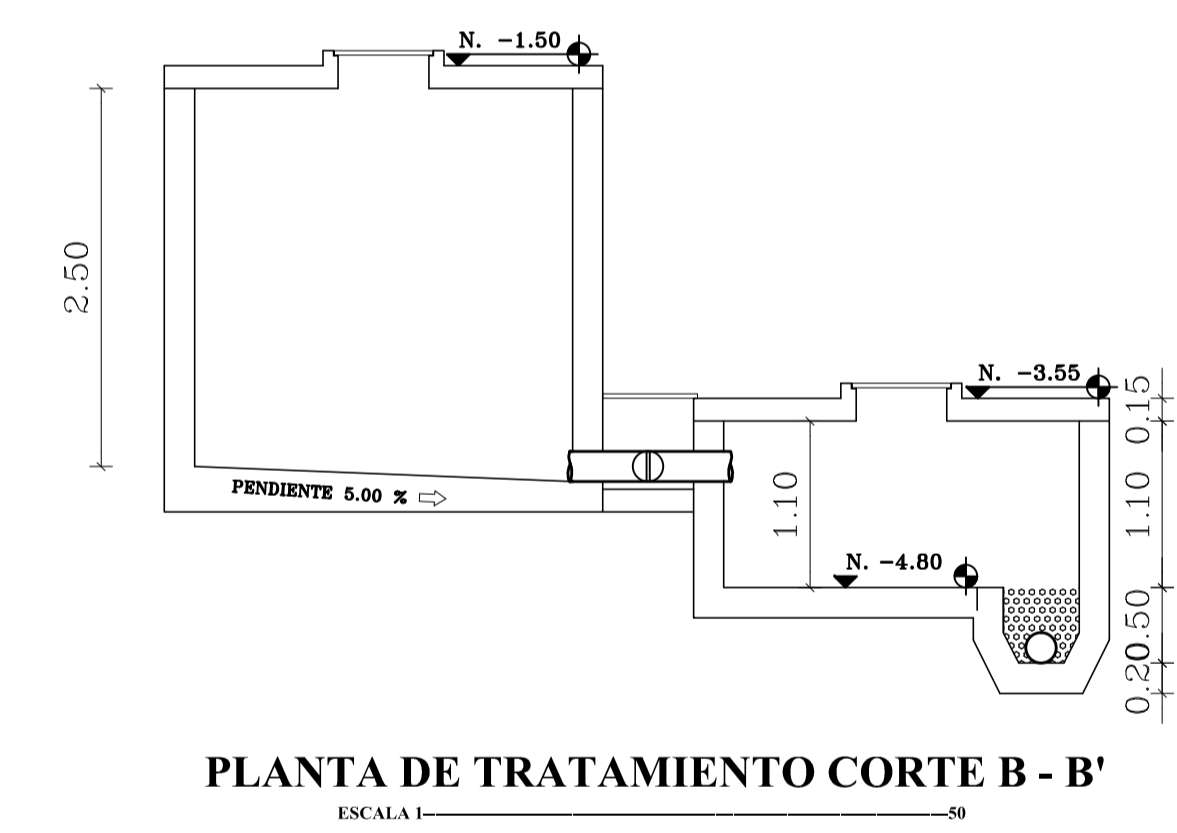 N. -1.50
2.50
N. -3.55
0.15
1.10
1.10
PENDIENTE 5.00 %
N. -4.80
0.50
0.20
PLANTA DE TRATAMIENTO CORTE B - B'
ESCALA 1-----50